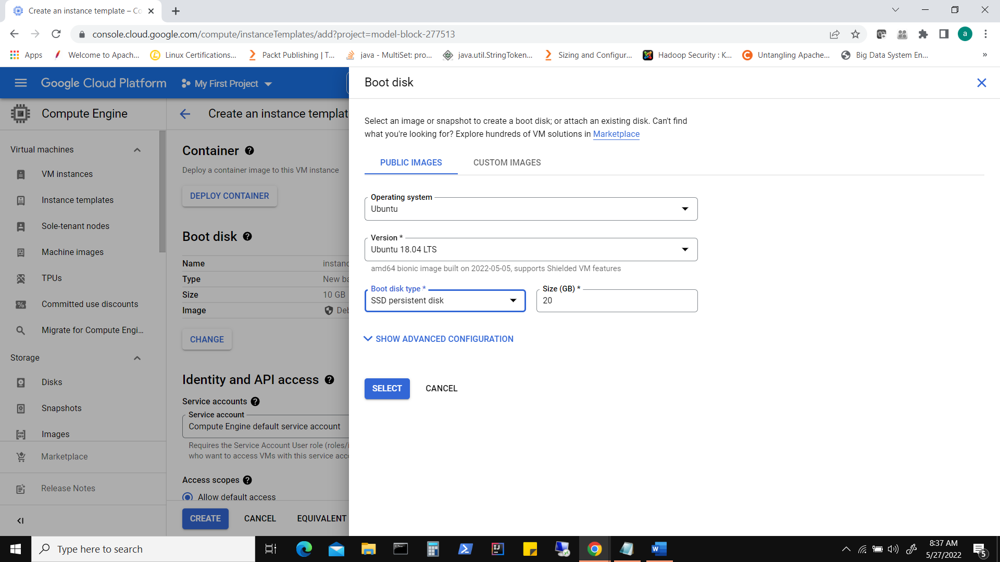 Create an instance template – Co
console.cloud.google.com/compute/instanceTemplates/add?project=model-block-277513
a
Apps
Welcome to Apach...
Linux Certifications...
Packt Publishing | T...
java - MultiSet: pro...
java.util.StringToken...
Sizing and Configur...
Hadoop Security : K...
Untangling Apache...
Big Data System En...
»
Google Cloud Platform
My First Project
Boot disk
Compute Engine
Create an instance templat
Select an image or snapshot to create a boot disk; or attach an existing disk. Can't find
what you're looking for? Explore hundreds of VM solutions in Marketplace
PUBLIC IMAGES
CUSTOM IMAGES
Operating system
Ubuntu
Version *
Ubuntu 18.04 LTS
amd64 bionic image built on 2022-05-05, supports Shielded VM features
Boot disk type *
SSD persistent disk
Size (GB) *
20
SHOW ADVANCED CONFIGURATION
SELECT
CANCEL
Virtual machines
VM instances
Instance templates
Sole-tenant nodes
Machine images
TPUs
Committed use discounts
Migrate for Compute Engi...
Storage
Disks
Snapshots
Images
Marketplace
Release Notes
Container
Deploy a container image to this VM instance
DEPLOY CONTAINER
Boot disk
Name instanc
Type New ba
Size 10 GB
Image Deb
CHANGE
Identity and API access
Service accounts
Service account
Compute Engine default service account
Requires the Service Account User role (roles/i
who want to access VMs with this service acco
Access scopes
Allow default access
CREATE
CANCEL
EQUIVALENT
Type here to search
8:37 AM
5/27/2022
5